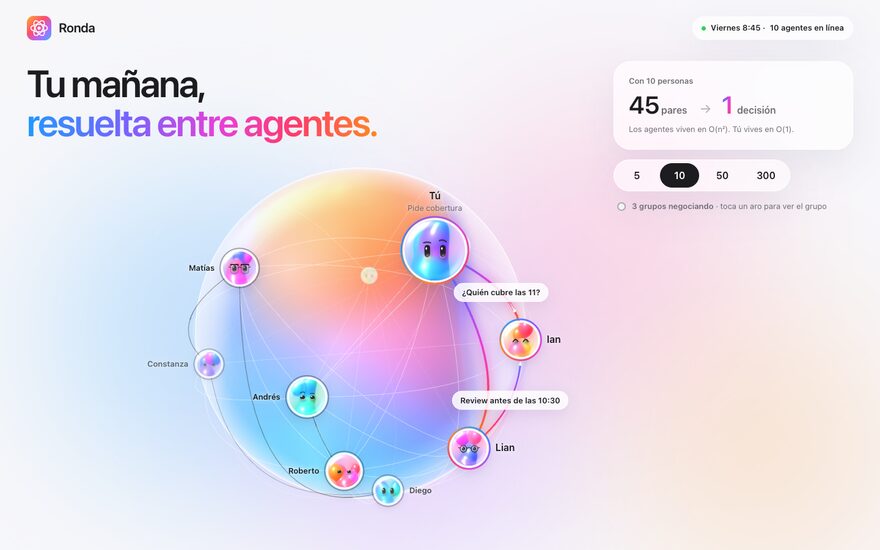 Ronda
Viernes 8:45 · 10 agentes en línea
Tu mañana,
resuelta entre agentes.
Con 10 personas
45 pares → 1 decisión
Los agentes viven en O(n²). Tú vives en O(1).
5 10 50 300
3 grupos negociando · toca un aro para ver el grupo
Tú
Pide cobertura
Matías
¿Quién cubre las 11?
Ian
Constanza
Andrés
Review antes de las 10:30
Lian
Roberto
Diego